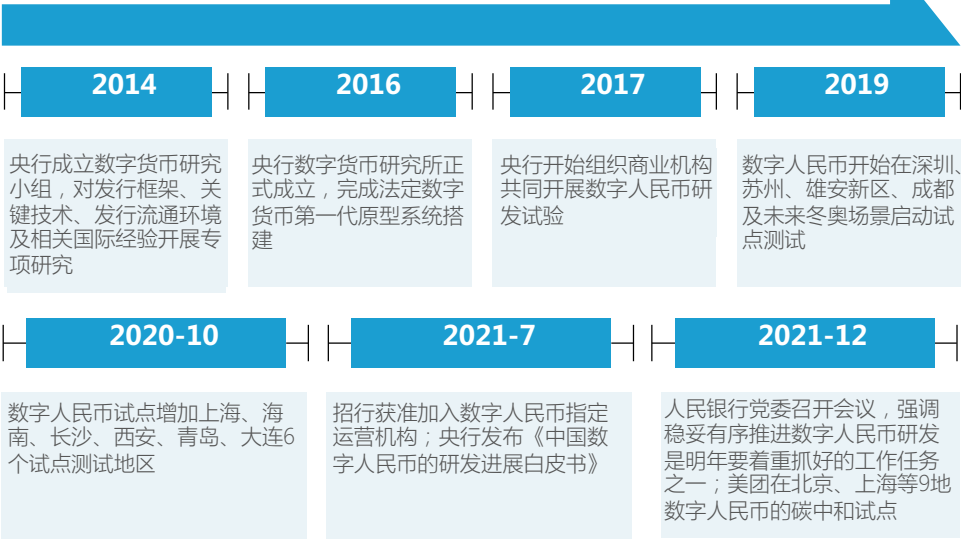 2014
央行成立数字货币研究
小组，对发行框架、关
键技术、发行流通环境
及相关国际经验开展专
项研究
2016
央行数字货币研究所正
式成立，完成法定数字
货币第一代原型系统搭
建
2017
央行开始组织商业机构
共同开展数字人民币研
发试验
2019
数字人民币开始在深圳、
苏州、雄安新区、成都
及未来冬奥场景启动试
点测试
2020-10
数字人民币试点增加上海、海
南、长沙、西安、青岛、大连6
个试点测试地区
2021-7
招行获准加入数字人民币指定
运营机构；央行发布《中国数
字人民币的研发进展白皮书》
2021-12
人民银行党委召开会议，强调
稳妥有序推进数字人民币研发
是明年要着重抓好的工作任务
之一；美团在北京、上海等9地
数字人民币的碳中和试点